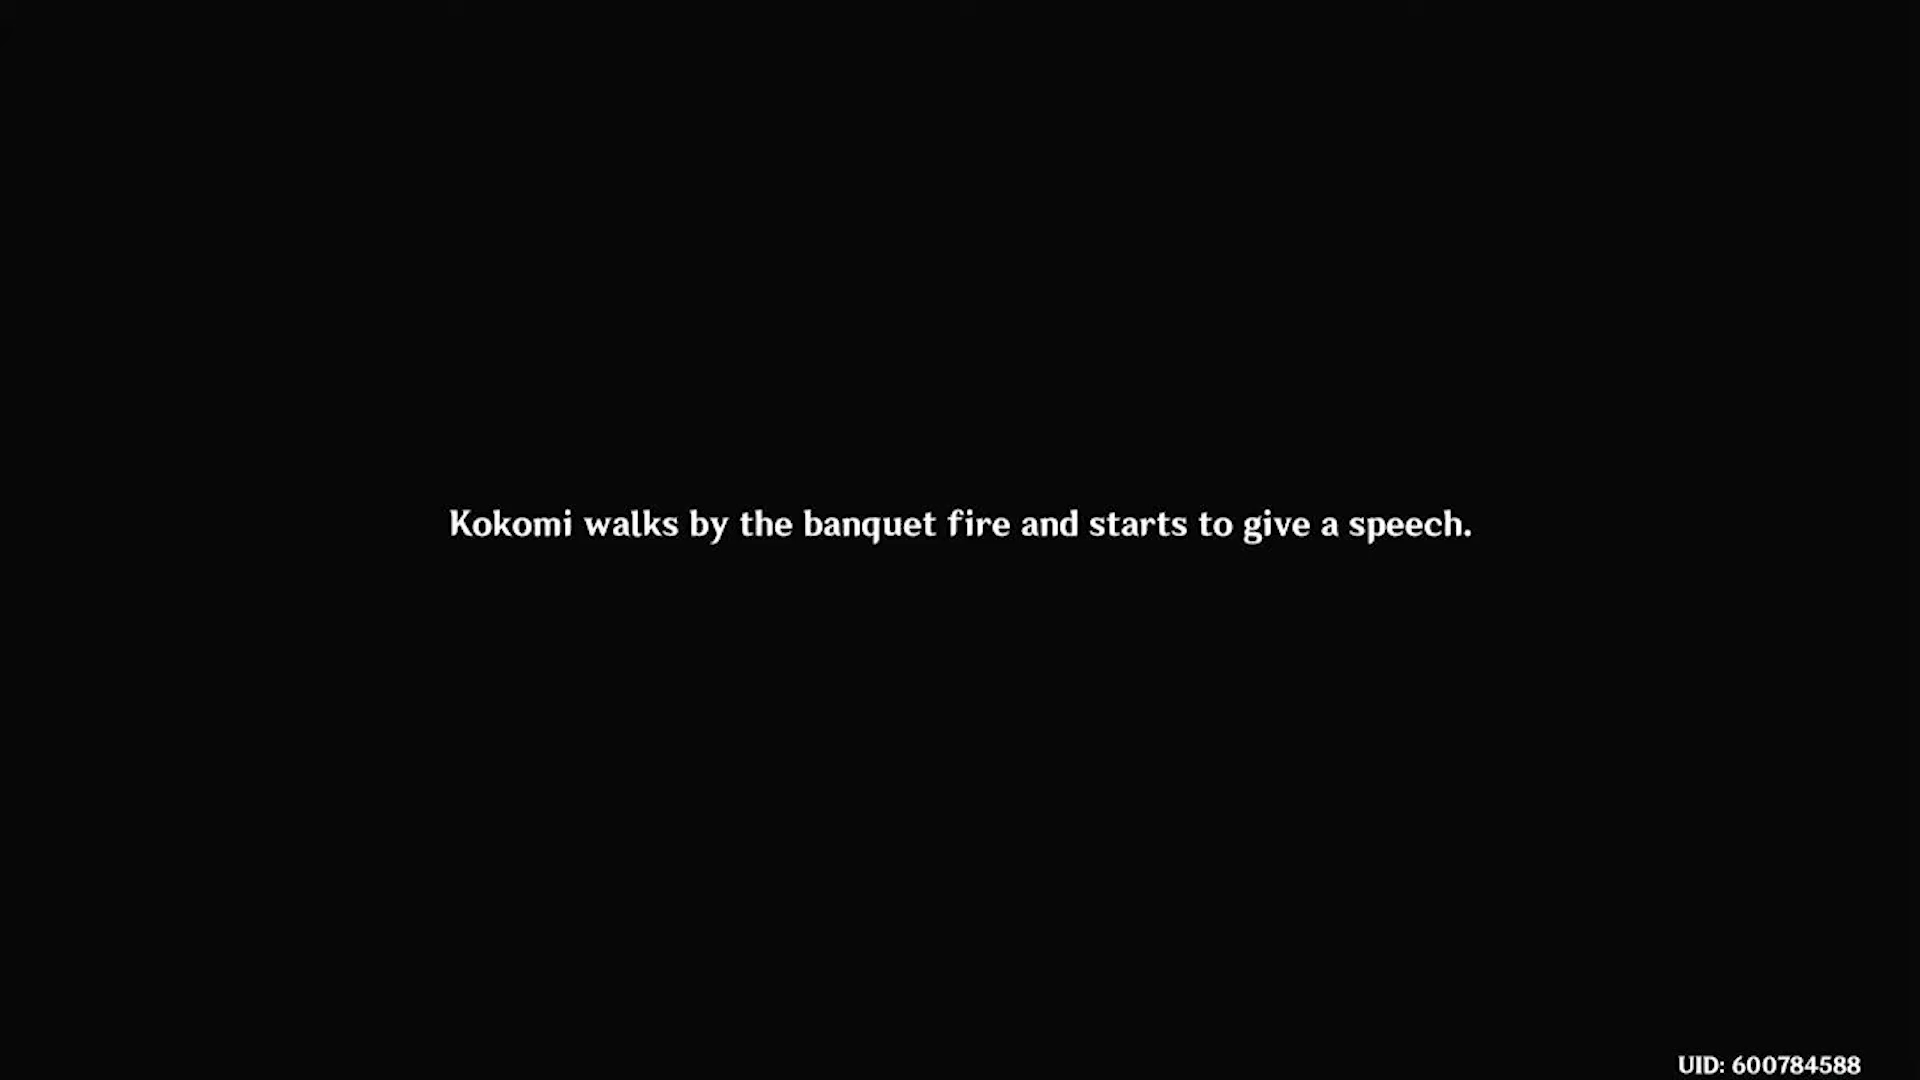 Kokomi walks by the banquet fire and starts to give a speech.
UID: 600784588